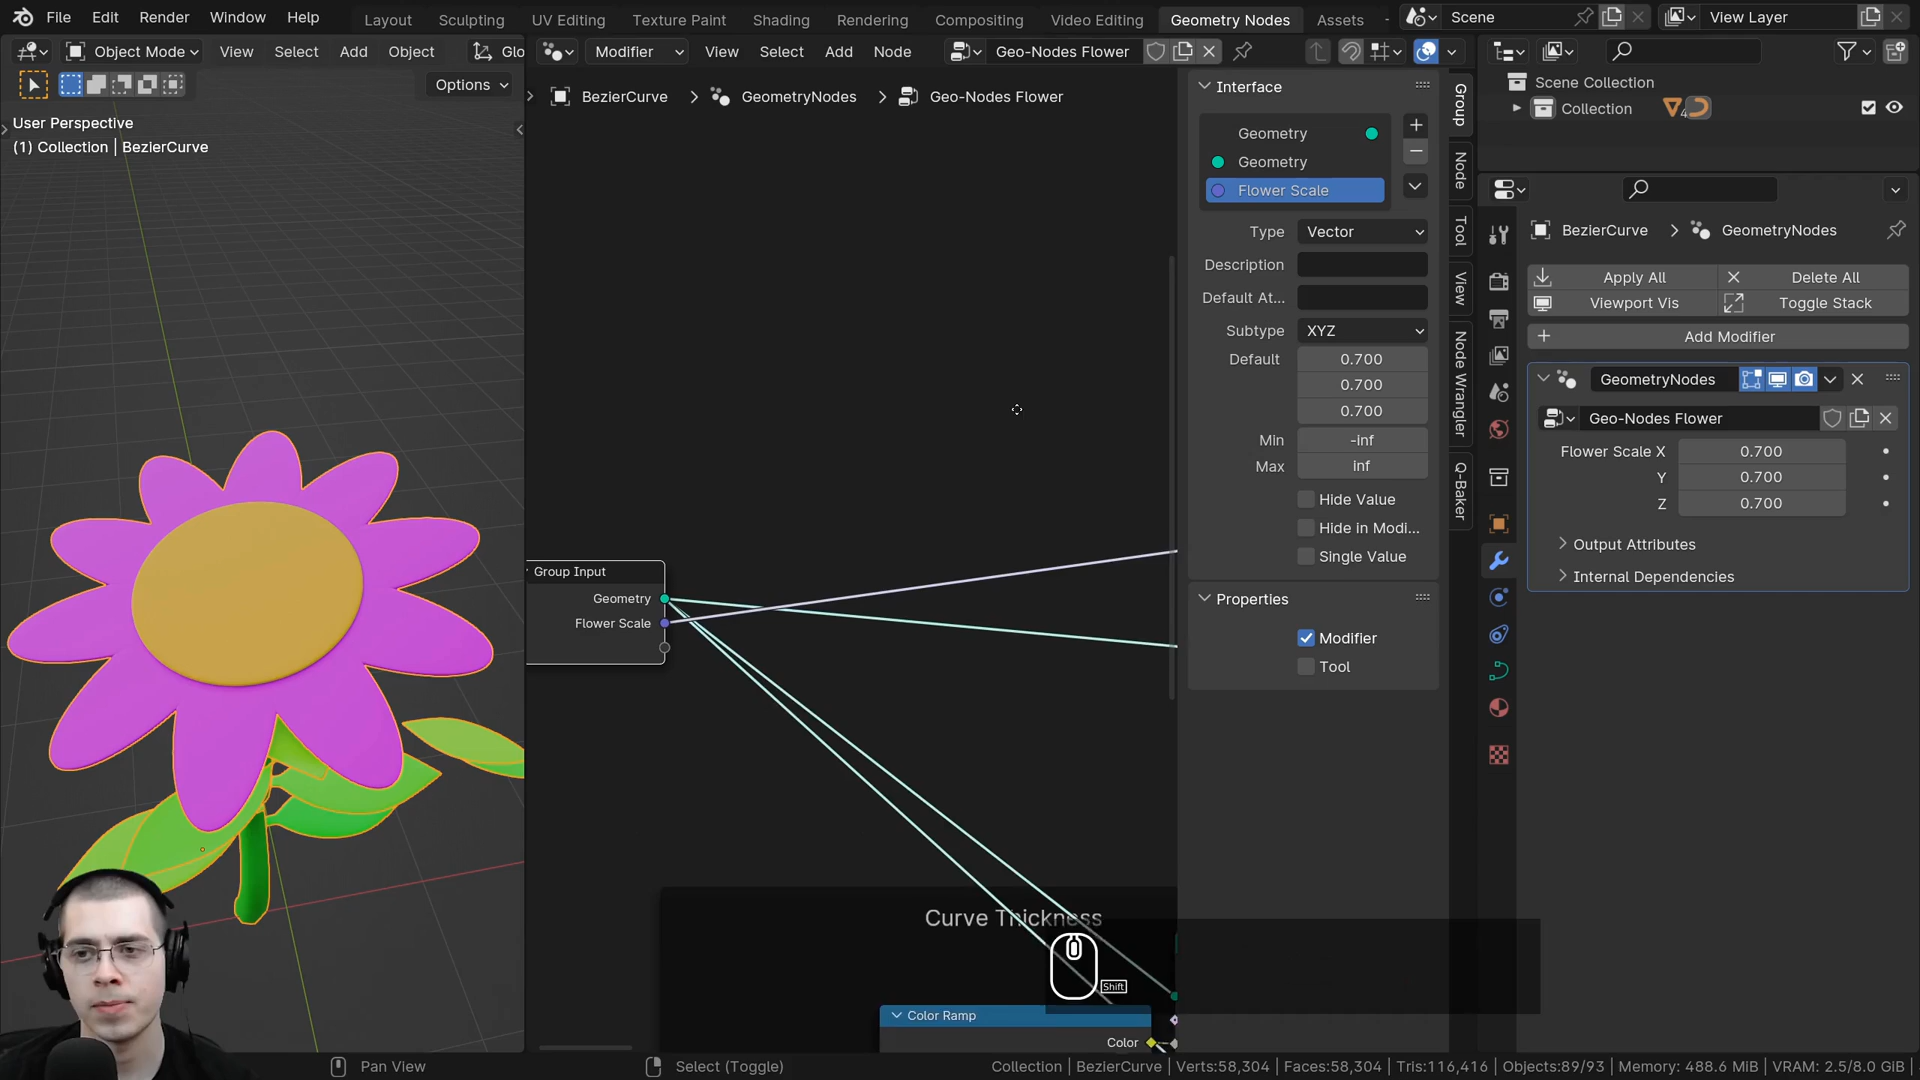 File Edit Render Window Help Layout Sculpting UV Editing Texture Paint Shading Rendering Compositing Video Editing Geometry Nodes Assets Scene View Layer
Object Mode View Select Add Object Glo Modifier View Select Add Node Geo-Nodes Flower
Options
BezierCurve > GeometryNodes > Geo-Nodes Flower
User Perspective
(1) Collection | BezierCurve
Interface
Geometry
Geometry
Flower Scale
Type Vector
Description
Default At...
Subtype XYZ
Default 0.700
0.700
0.700
Min -inf
Max inf
Hide Value
Hide in Modi...
Single Value
Properties
Modifier
Tool
Group
Node
Tool
View
Node Wrangler
Q-Baker
Group Input
Geometry
Flower Scale
Curve Thickness
Shift
Color Ramp
Color
Scene Collection
Collection 4
BezierCurve > GeometryNodes
Apply All Delete All
Viewport Vis Toggle Stack
Add Modifier
GeometryNodes
Geo-Nodes Flower
Flower Scale X 0.700
Y 0.700
Z 0.700
Output Attributes
Internal Dependencies
Pan View Select (Toggle) Collection | BezierCurve | Verts:58,304 | Faces:58,304 | Tris:116,416 | Objects:89/93 | Memory: 488.6 MiB | VRAM: 2.5/8.0 GiB